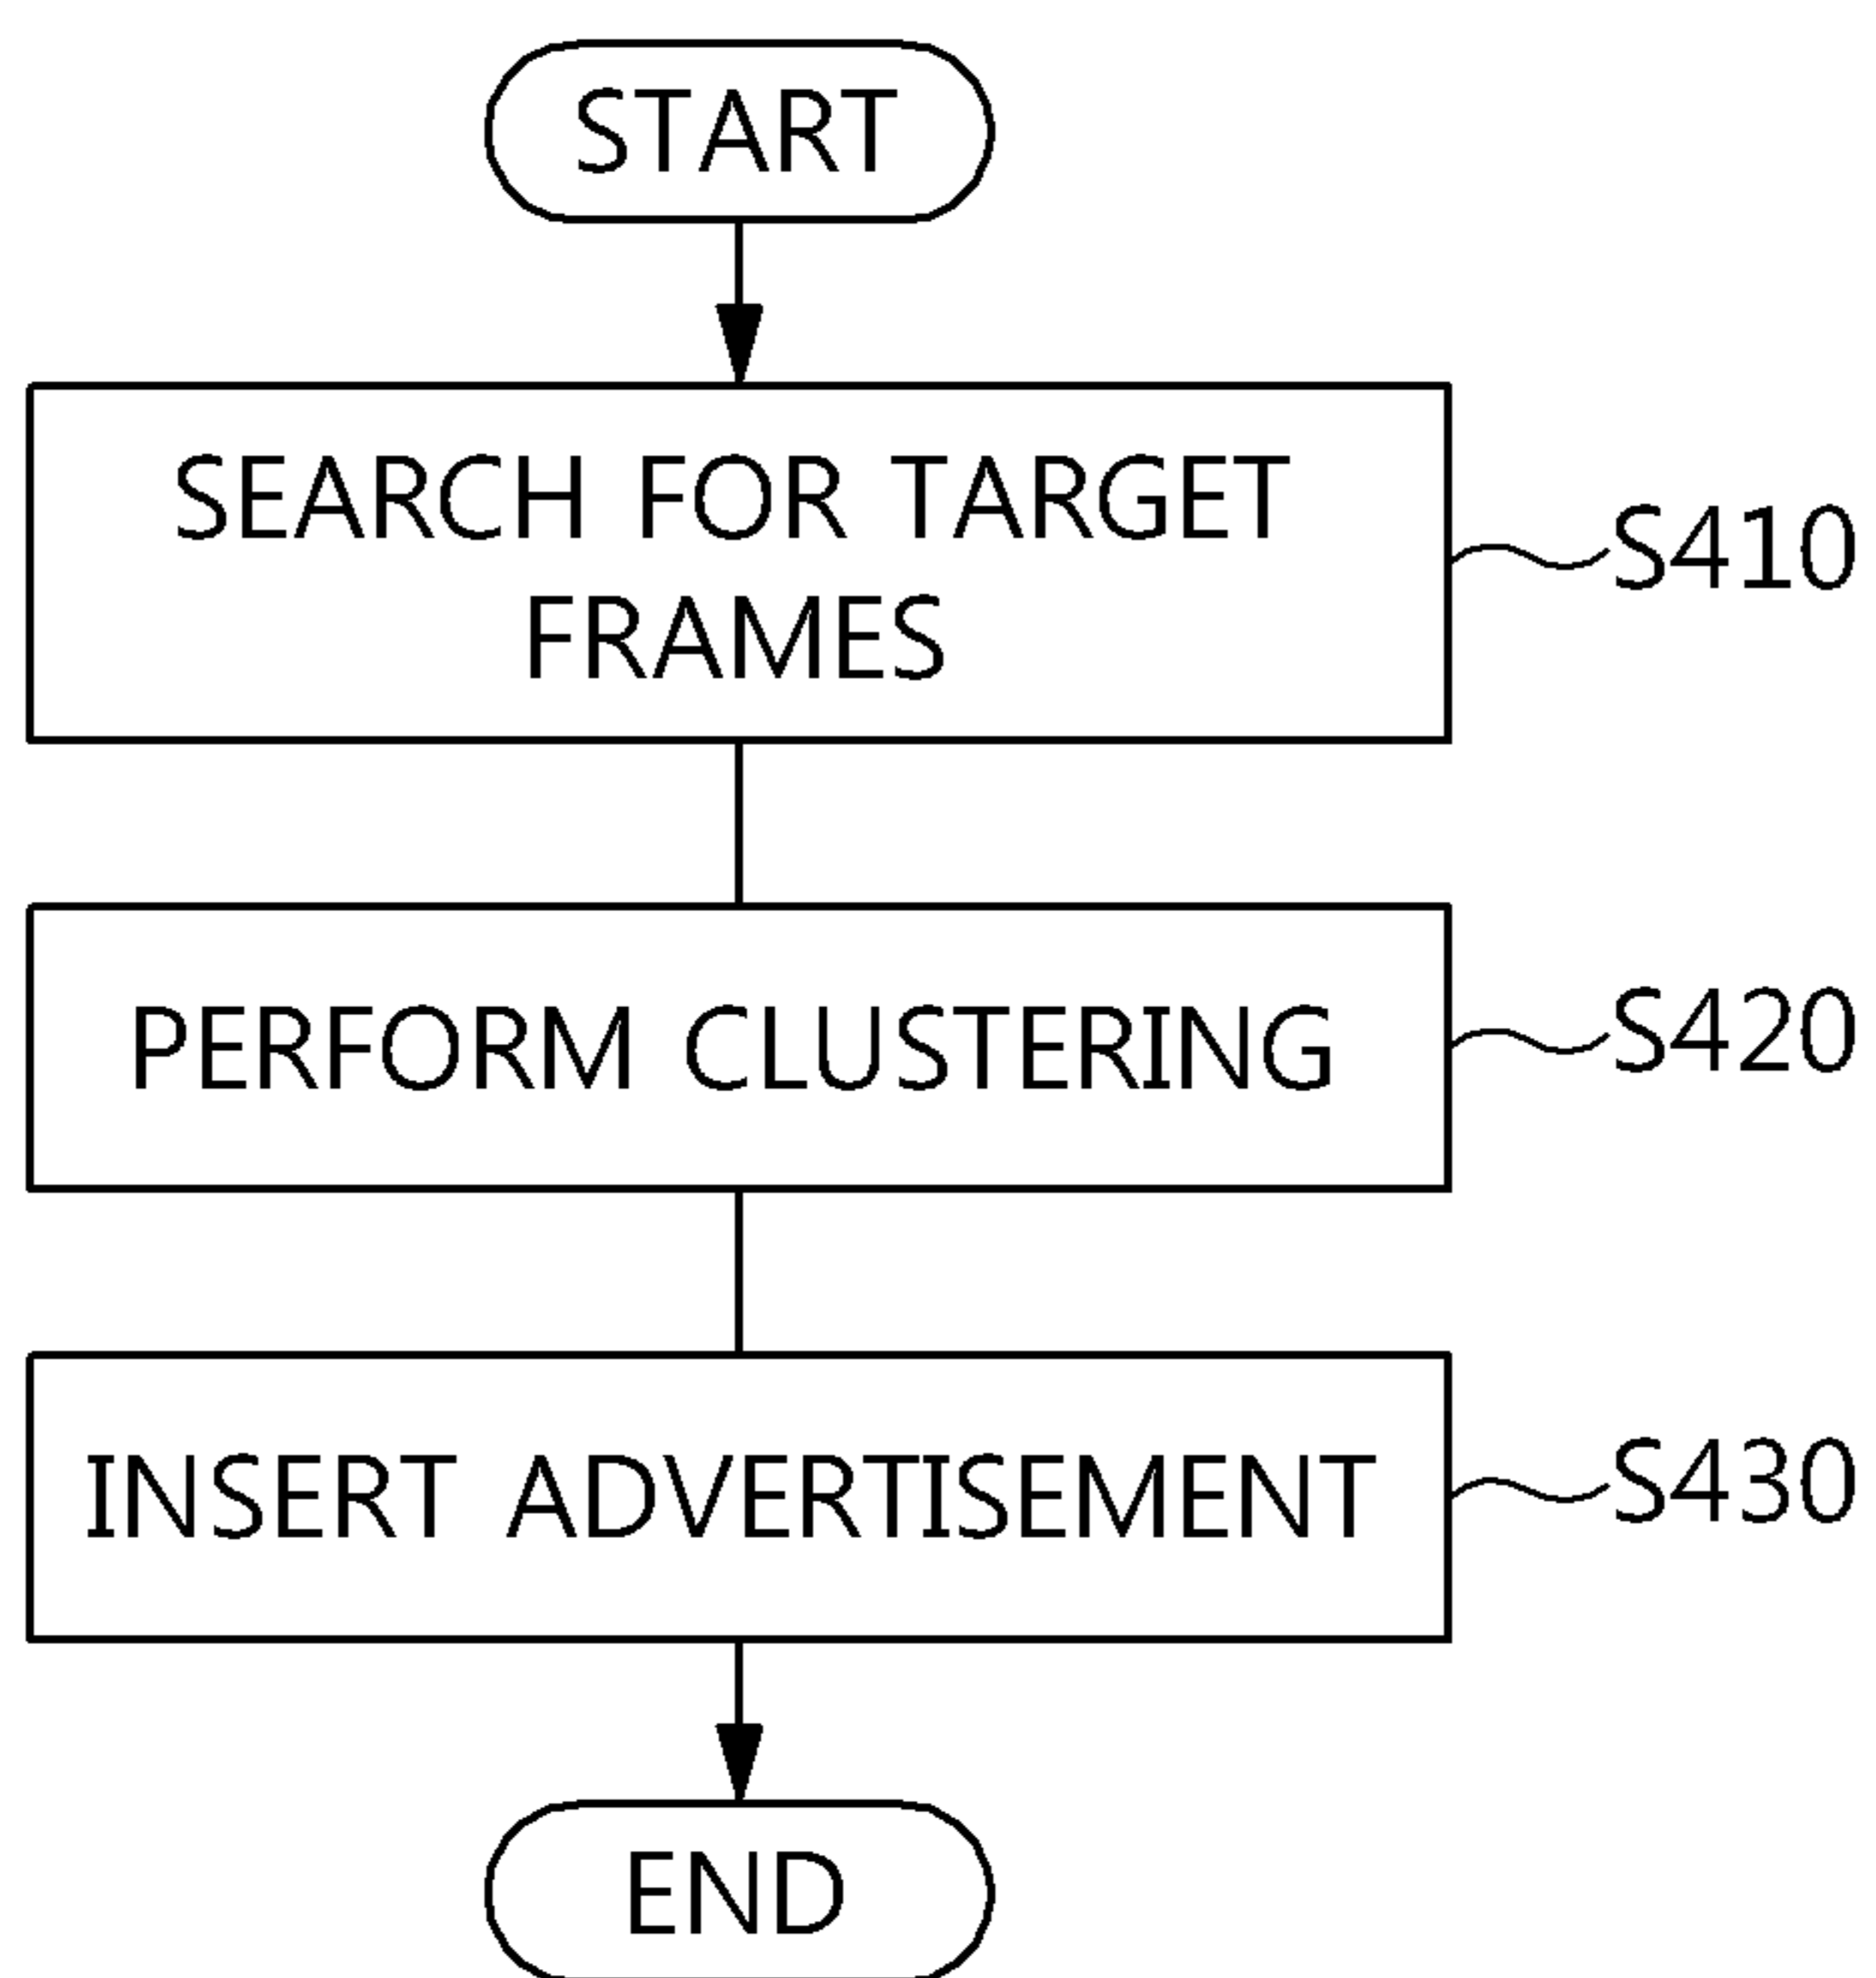 START
SEARCH FOR TARGET
FRAMES
S410
PERFORM CLUSTERING
S420
INSERT ADVERTISEMENT
S430
END